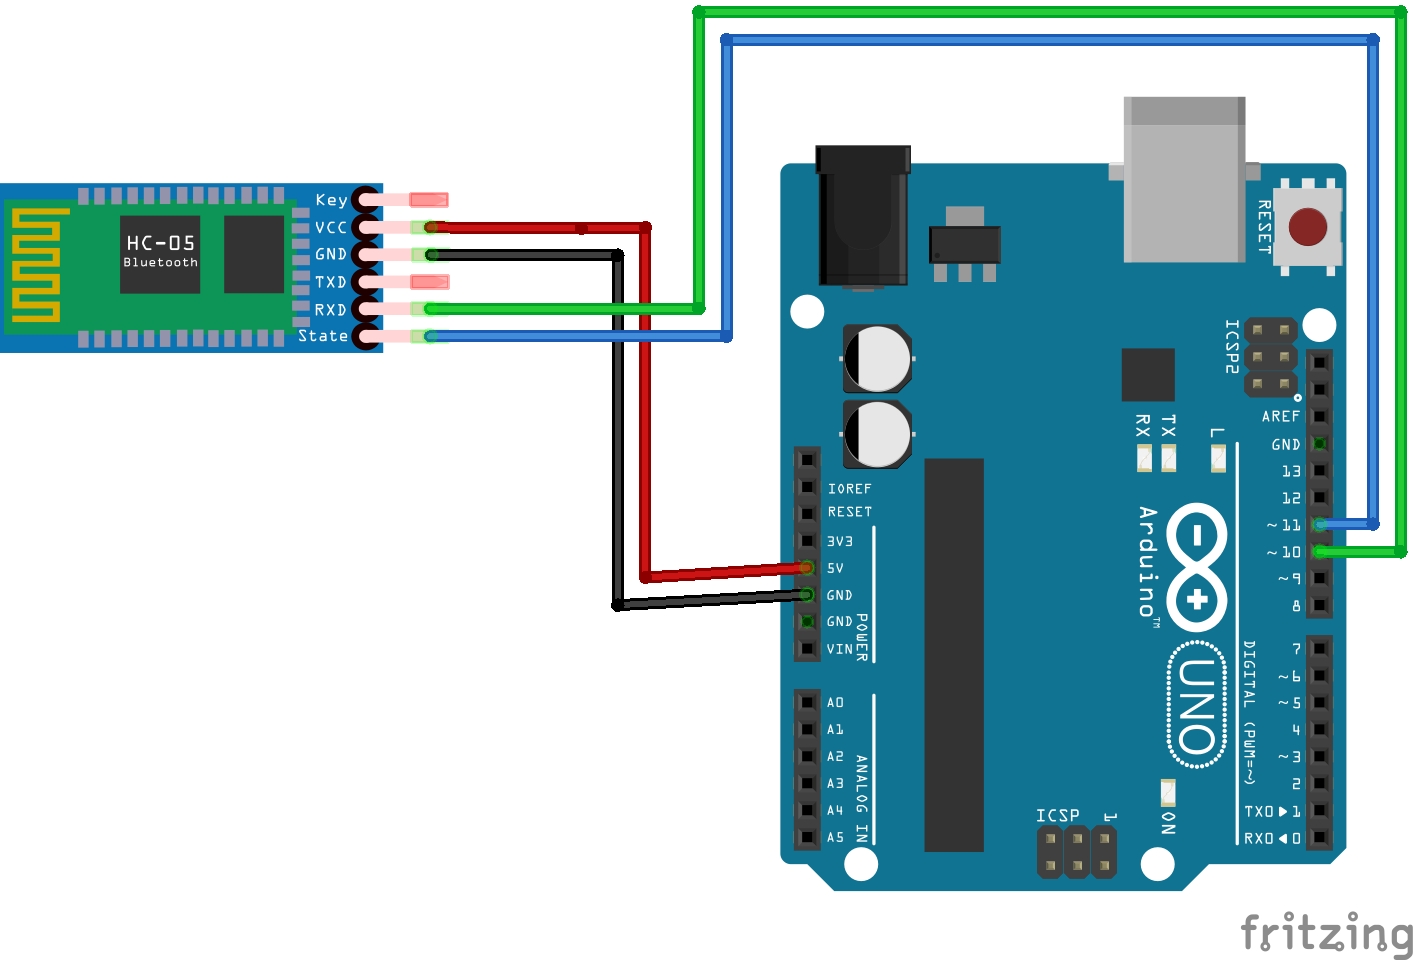 Key
VCC
GND
TXD
RXD
State
HC-05
Bluetooth
RESET
ICSP2
AREF
GND
13
12
~11
~10
~9
8
7
~6
~5
4
~3
2
TX0▶1
RX0◀0
RX
TX
L
Arduino™
UNO
DIGITAL (PWM=~)
IOREF
RESET
3V3
5V
GND
GND
VIN
POWER
A0
A1
A2
A3
A4
A5
ANALOG IN
ICSP
1
ON
fritzing